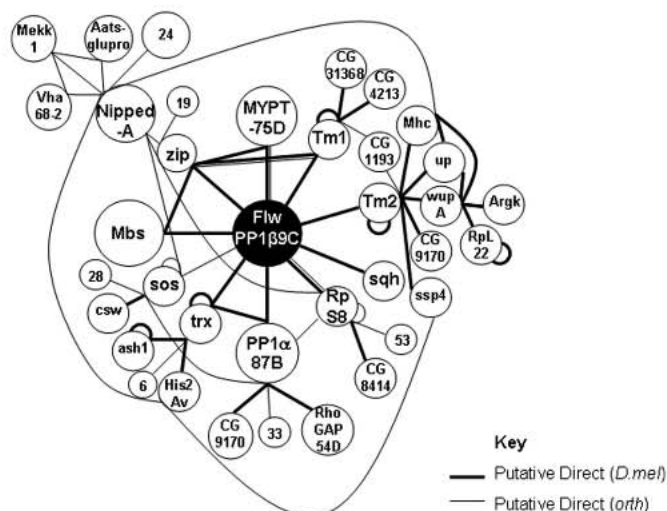 Mekk
1
Aats-
glupro
24
Vha
68-2
Nipped
-A
19
zip
MYPT
-75D
Tm1
CG
31368
CG
4213
CG
1193
Mhc
up
wup
A
Argk
Tm2
CG
9170
RpL
22
ssp4
Flw
PP1β9C
Mbs
sqh
28
sos
csw
trx
ash1
6
His2
Av
PP1α
87B
Rp
S8
53
CG
8414
CG
9170
33
Rho
GAP
54D
Key
Putative Direct (D.mel)
Putative Direct (orth)